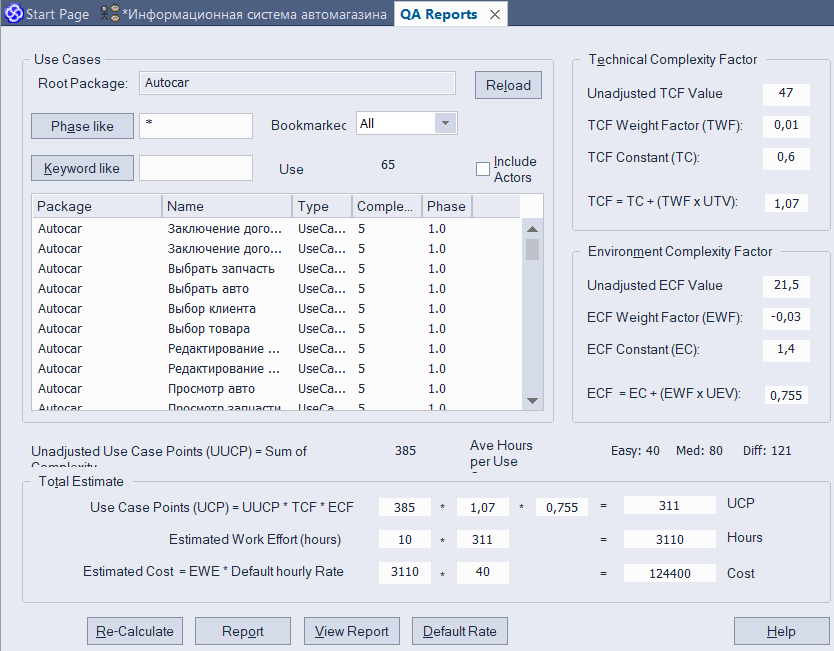 Start Page *Информационная система автомагазина QA Reports
Use Cases
Root Package: Autocar Reload
Phase like * Bookmarked All
Keyword like Use 65 Include Actors
Package Name Type Comple... Phase
Autocar Заключение дого... UseCa... 5 1.0
Autocar Заключение дого... UseCa... 5 1.0
Autocar Выбрать запчасть UseCa... 5 1.0
Autocar Выбрать авто UseCa... 5 1.0
Autocar Выбор клиента UseCa... 5 1.0
Autocar Выбор товара UseCa... 5 1.0
Autocar Редактирование ... UseCa... 5 1.0
Autocar Редактирование ... UseCa... 5 1.0
Autocar Просмотр авто UseCa... 5 1.0
Autocar Просмотр запчасти UseCa... 5 1.0
Technical Complexity Factor
Unadjusted TCF Value 47
TCF Weight Factor (TWF): 0,01
TCF Constant (TC): 0,6
TCF = TC + (TWF x UTV): 1,07
Environment Complexity Factor
Unadjusted ECF Value 21,5
ECF Weight Factor (EWF): -0,03
ECF Constant (EC): 1,4
ECF = EC + (EWF x UEV): 0,755
Unadjusted Use Case Points (UUCP) = Sum of Complexity 385
Ave Hours per Use Easy: 40 Med: 80 Diff: 121
Total Estimate
Use Case Points (UCP) = UUCP * TCF * ECF 385 * 1,07 * 0,755 = 311 UCP
Estimated Work Effort (hours) 10 * 311 = 3110 Hours
Estimated Cost = EWE * Default hourly Rate 3110 * 40 = 124400 Cost
Re-Calculate Report View Report Default Rate Help